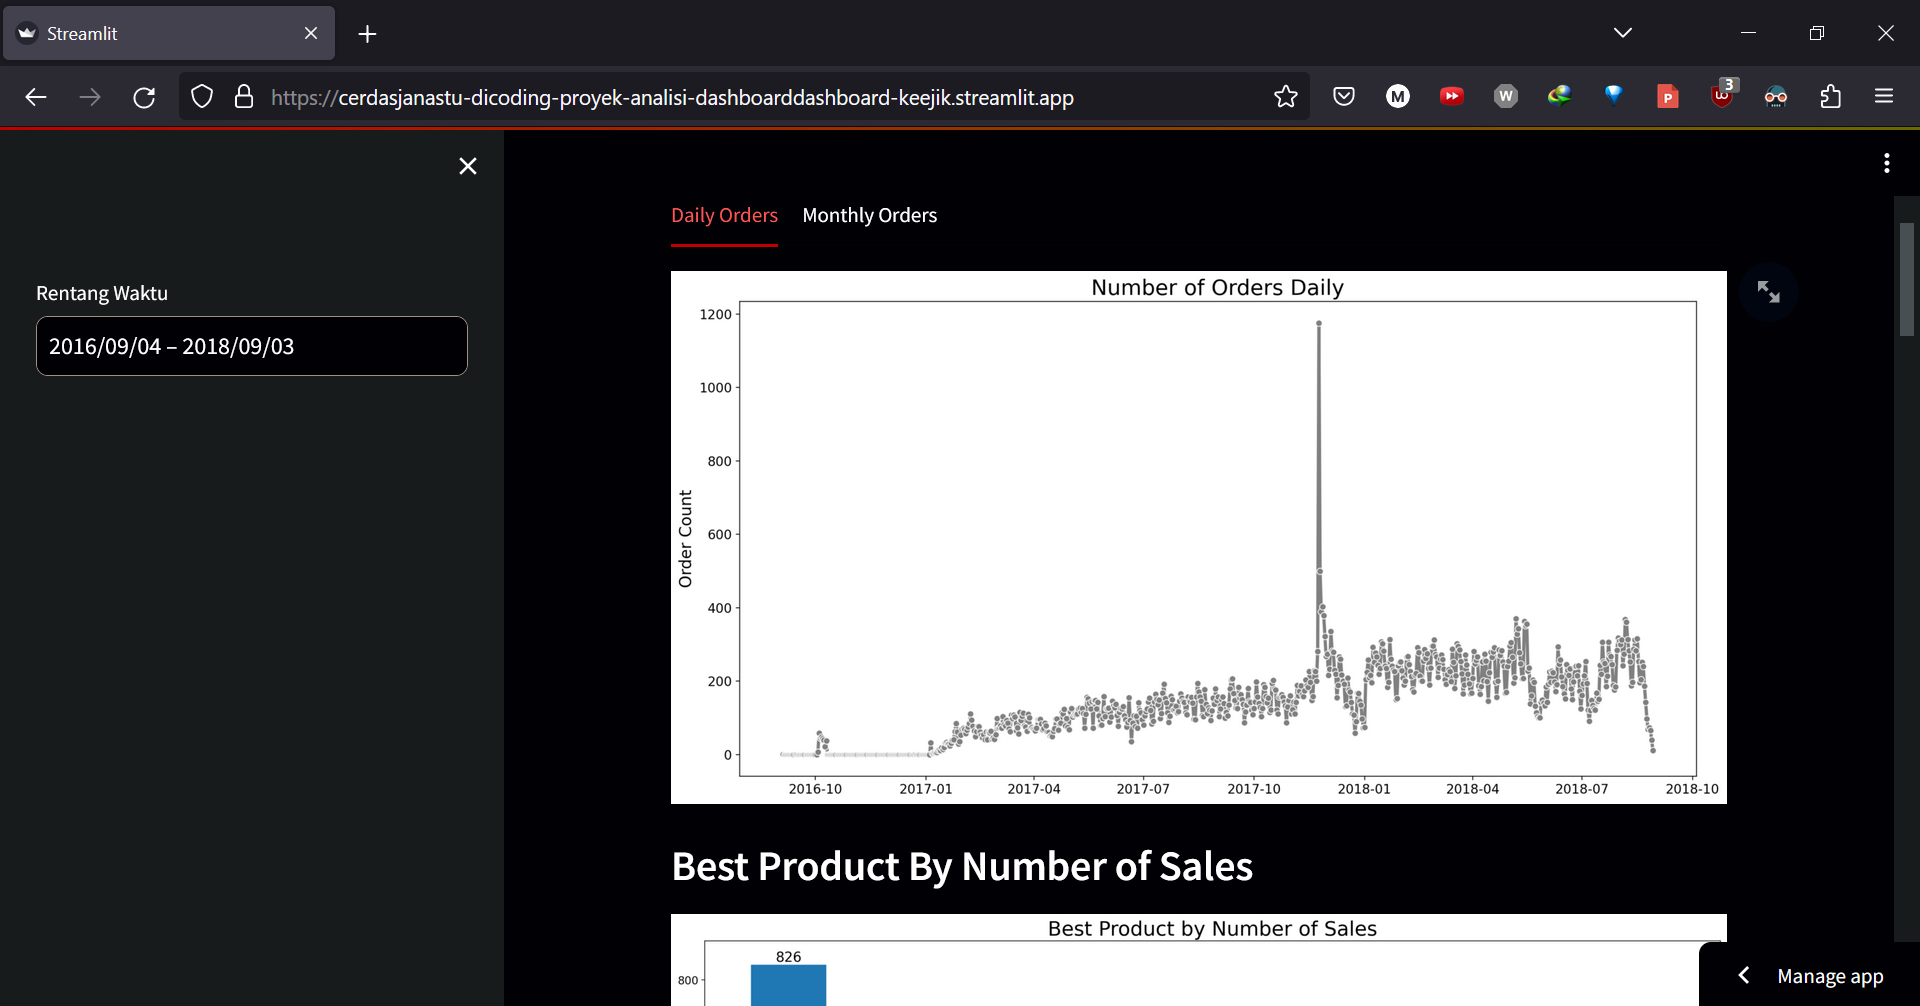 Streamlit
https://cerdasjanastu-dicoding-proyek-analisi-dashboarddashboard-keejik.streamlit.app
M
W
P
3
Rentang Waktu
2016/09/04 – 2018/09/03
Daily Orders Monthly Orders
Number of Orders Daily
1200
1000
800
600
400
200
0
Order Count
2016-10 2017-01 2017-04 2017-07 2017-10 2018-01 2018-04 2018-07 2018-10
Best Product By Number of Sales
Best Product by Number of Sales
826
800
Manage app